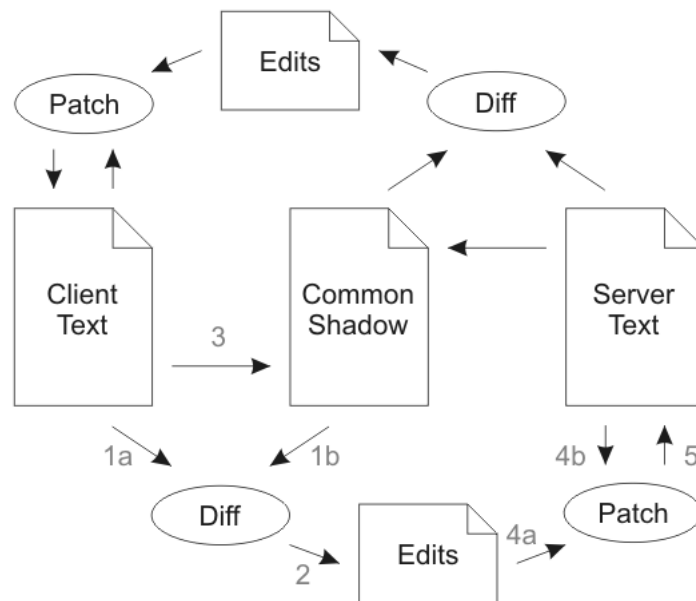 Edits
Patch
Diff
Client
Text
Common
Shadow
Server
Text
3
1a
1b
4b
5
Diff
Patch
2
Edits
4a